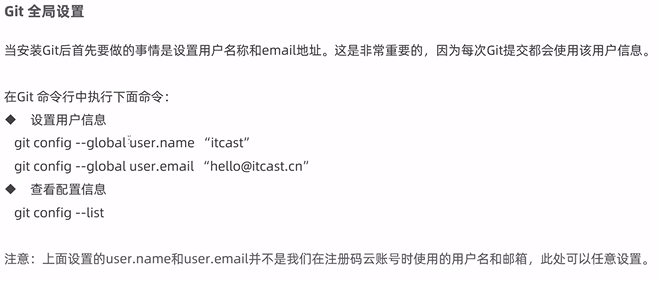 Git 全局设置
当安装Git后首先要做的事情是设置用户名称和email地址。这是非常重要的，因为每次Git提交都会使用该用户信息。
在Git 命令行中执行下面命令：
◆ 设置用户信息
git config --global user.name “itcast”
git config --global user.email “hello@itcast.cn”
◆ 查看配置信息
git config --list
注意：上面设置的user.name和user.email并不是我们在注册码云账号时使用的用户名和邮箱，此处可以任意设置。